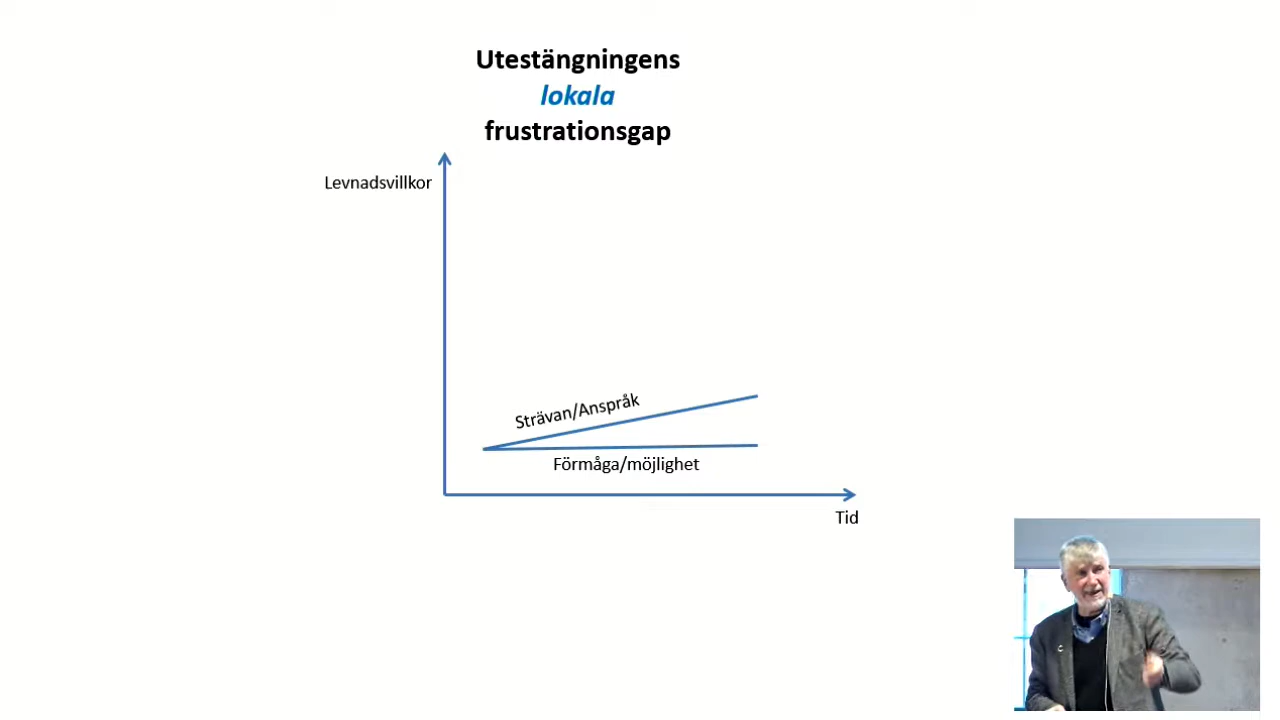 Utestängningens
lokala
frustrationsgap
Levnadsvillkor
Strävan/Anspråk
Förmåga/möjlighet
Tid